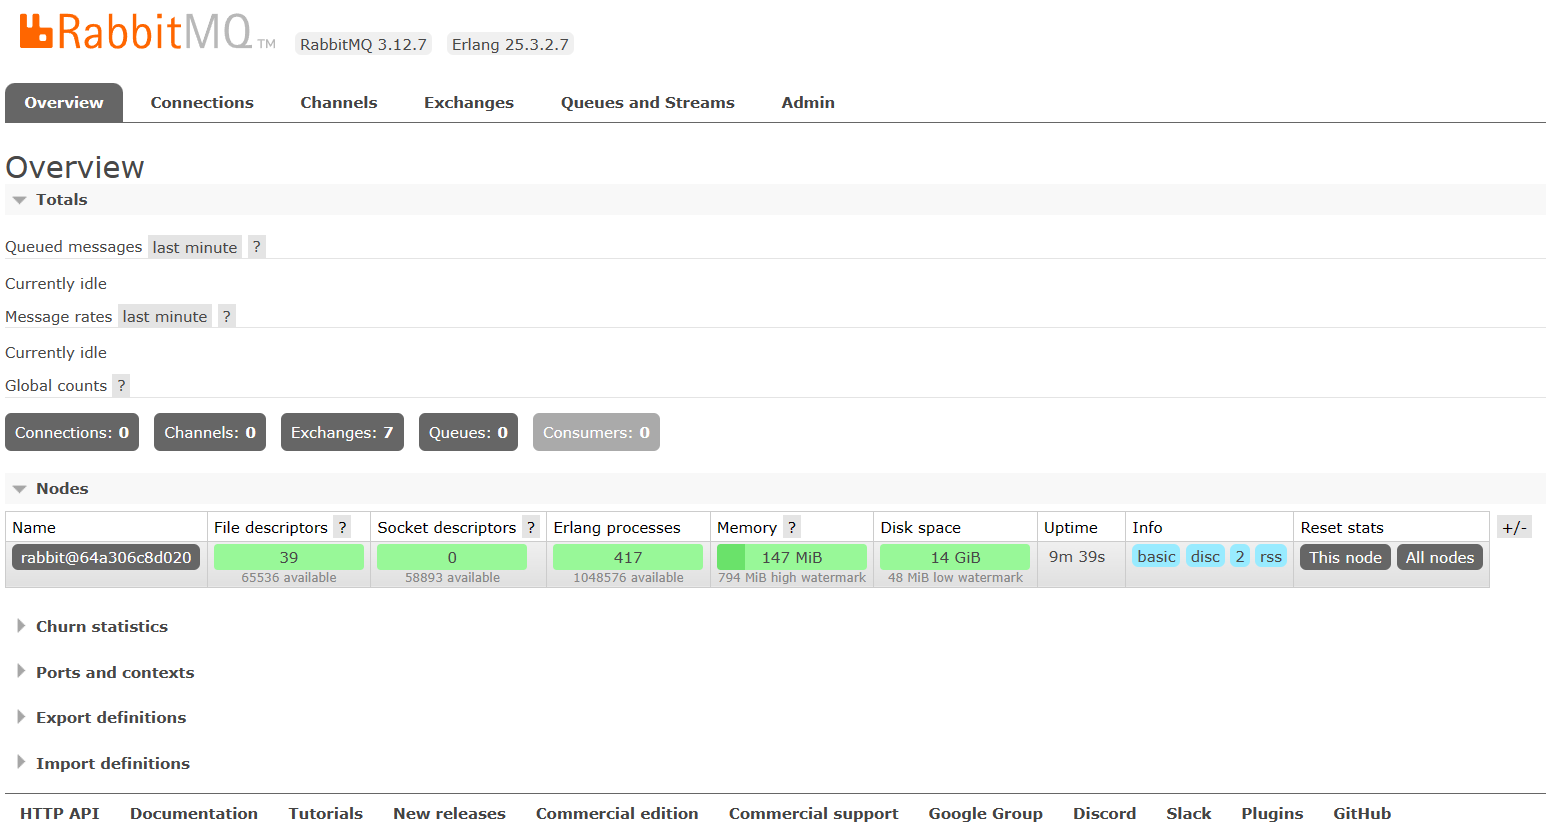 RabbitMQ TM RabbitMQ 3.12.7 Erlang 25.3.2.7
Overview Connections Channels Exchanges Queues and Streams Admin
Overview
Totals
Queued messages last minute ?
Currently idle
Message rates last minute ?
Currently idle
Global counts ?
Connections: 0 Channels: 0 Exchanges: 7 Queues: 0 Consumers: 0
Nodes
Name File descriptors ? Socket descriptors ? Erlang processes Memory ? Disk space Uptime Info Reset stats +/-
rabbit@64a306c8d020 39 0 417 147 MiB 14 GiB 9m 39s basic disc 2 rss This node All nodes
65536 available 58893 available 1048576 available 794 MiB high watermark 48 MiB low watermark
Churn statistics
Ports and contexts
Export definitions
Import definitions
HTTP API Documentation Tutorials New releases Commercial edition Commercial support Google Group Discord Slack Plugins GitHub